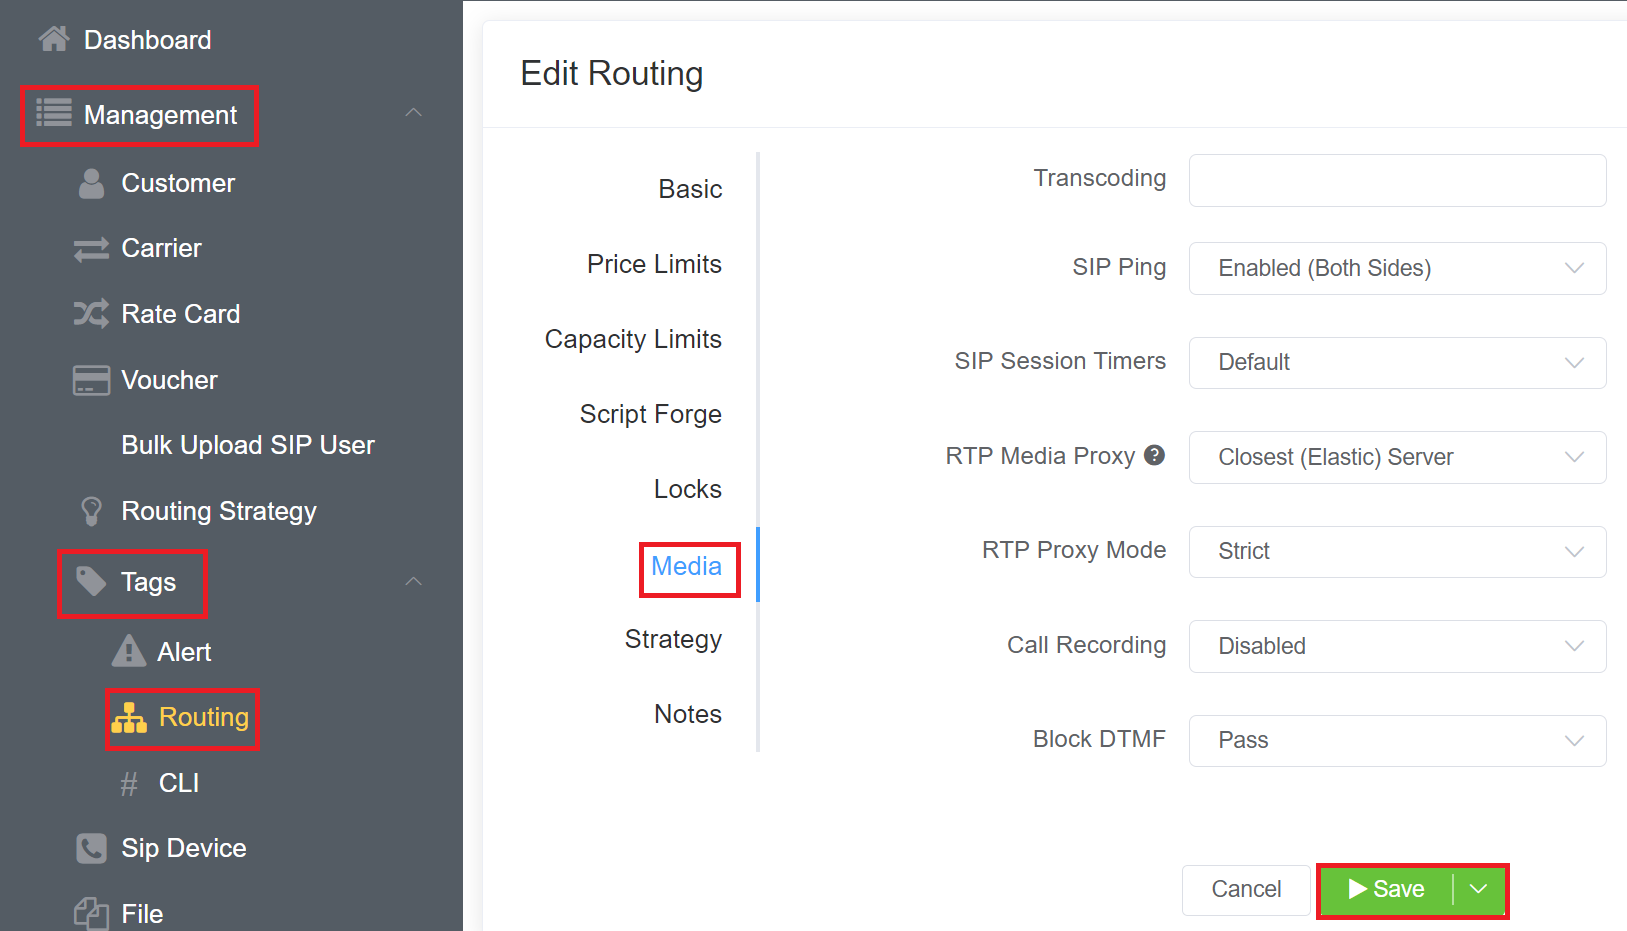 Dashboard
Management
Customer
Carrier
Rate Card
Voucher
Bulk Upload SIP User
Routing Strategy
Tags
Alert
Routing
# CLI
Sip Device
File
Edit Routing
Basic
Price Limits
Capacity Limits
Script Forge
Locks
Media
Strategy
Notes
Transcoding
SIP Ping Enabled (Both Sides)
SIP Session Timers Default
RTP Media Proxy ? Closest (Elastic) Server
RTP Proxy Mode Strict
Call Recording Disabled
Block DTMF Pass
Cancel Save